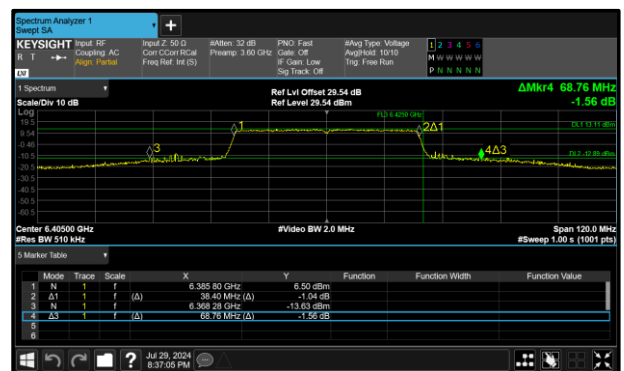 Spectrum Analyzer 1
Swept SA
+
KEYSIGHT Input: RF Input Z: 50 Ω #Atten: 32 dB PNO: Fast #Avg Type: Voltage 1 2 3 4 5 6
R T Coupling: AC Corr CCorr RCal Preamp: 3.60 GHz Gate: Off Avg|Hold: 10/10 M W W W W W
Align: Partial Freq Ref: Int (S) IF Gain: Low Trig: Free Run
Sig Track: Off P N N N N N
LXI
1 Spectrum Ref Lvl Offset 29.54 dB ΔMkr4 68.76 MHz
Scale/Div 10 dB Ref Level 29.54 dBm -1.56 dB
Log
FLD 6.4250 GHz
19.5
DL1 13.11 dBm
9.54
-0.46
-10.5
DL2 -12.89 dBm
-20.5
-30.5
-40.5
-50.5
-60.5
1
2Δ1
3
4Δ3
Center 6.40500 GHz #Video BW 2.0 MHz Span 120.0 MHz
#Res BW 510 kHz #Sweep 1.00 s (1001 pts)
5 Marker Table
Mode Trace Scale X Y Function Function Width Function Value
1 N 1 f 6.385 80 GHz 6.50 dBm
2 Δ1 1 f (Δ) 38.40 MHz (Δ) -1.04 dB
3 N 1 f 6.368 28 GHz -13.63 dBm
4 Δ3 1 f (Δ) 68.76 MHz (Δ) -1.56 dB
5
6
? Jul 29, 2024
8:37:05 PM